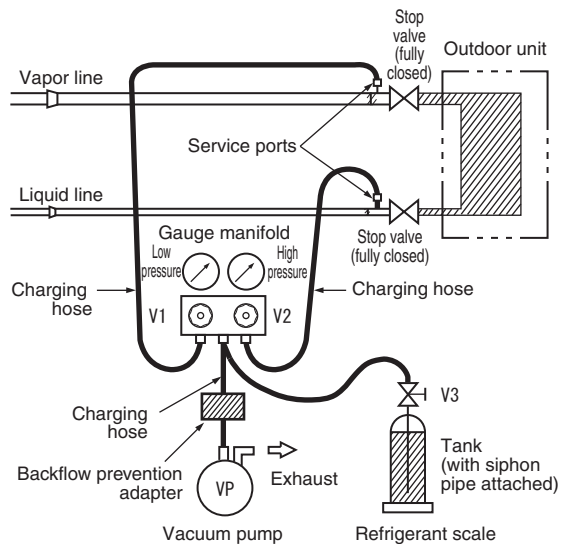 Stop
valve
(fully
closed)
Outdoor unit
Vapor line
Service ports
Liquid line
Gauge manifold
Stop valve
(fully closed)
Low
pressure
High
pressure
Charging
hose
Charging hose
V1
V2
V3
Charging
hose
Backflow prevention
adapter
VP
Exhaust
Tank
(with siphon
pipe attached)
Vacuum pump
Refrigerant scale